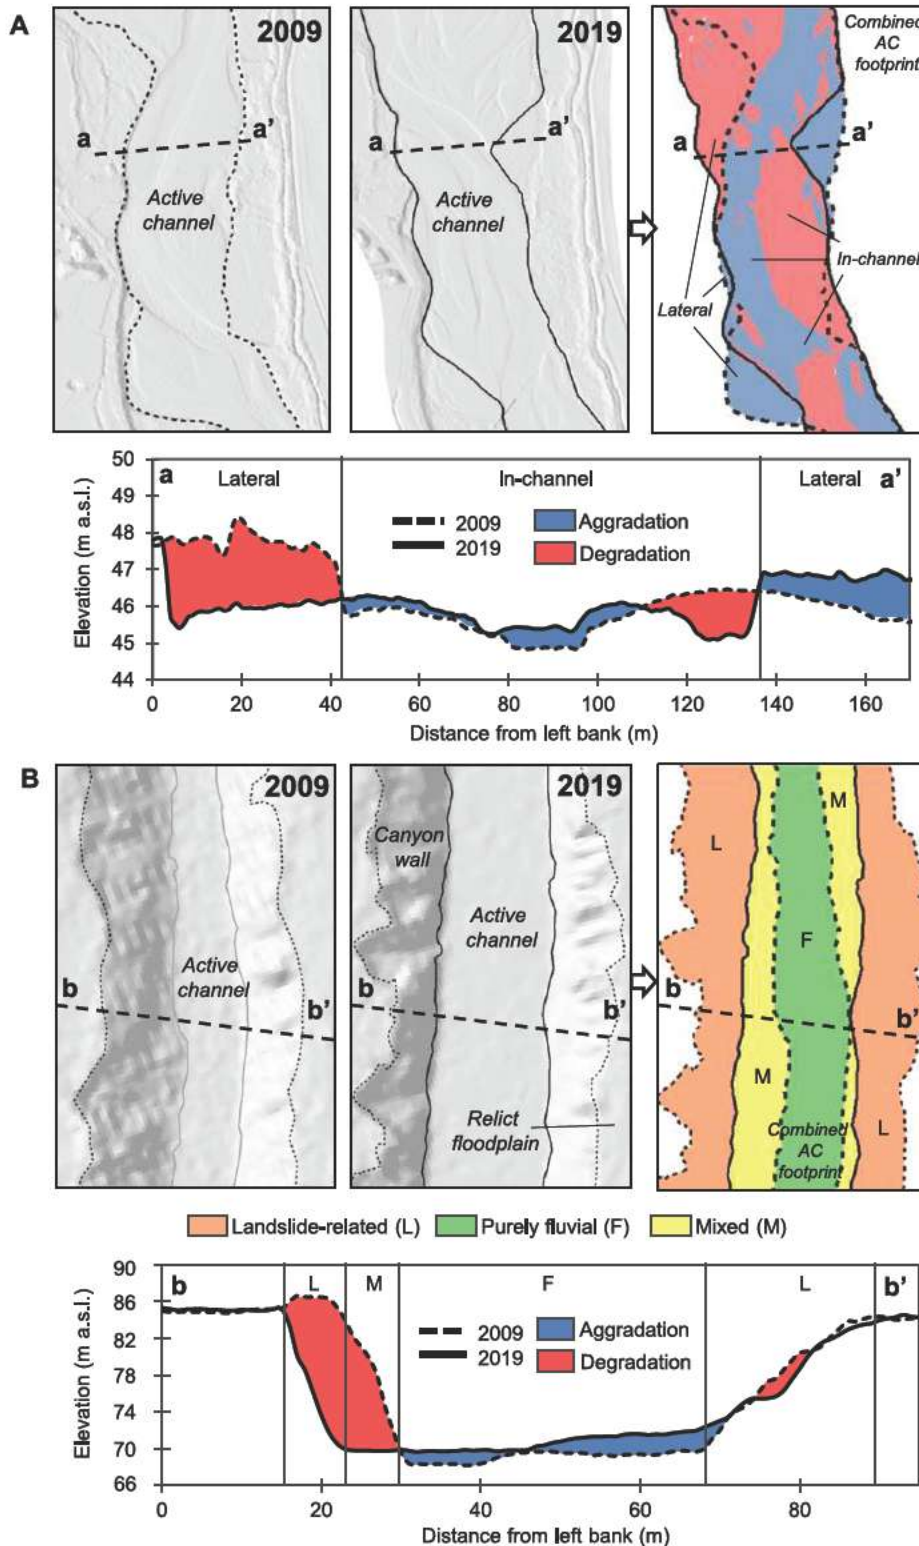 A
2009
a
a'
Active
channel
2019
a
a'
Active
channel
Combined
AC
footprint
a
a'
In-channel
Lateral
50
49
48
47
46
45
44
Elevation (m a.s.l.)
a
Lateral
In-channel
Lateral
a'
2009
2019
Aggradation
Degradation
0 20 40 60 80 100 120 140 160
Distance from left bank (m)
B
2009
Active
channel
b
b'
2019
Canyon
wall
Active
channel
b
b'
Relict
floodplain
M
L
F
b
b'
M
L
Combined
AC
footprint
Landslide-related (L)
Purely fluvial (F)
Mixed (M)
90
86
82
78
74
70
66
Elevation (m a.s.l.)
b
L
M
F
L
b'
2009
2019
Aggradation
Degradation
0 20 40 60 80
Distance from left bank (m)